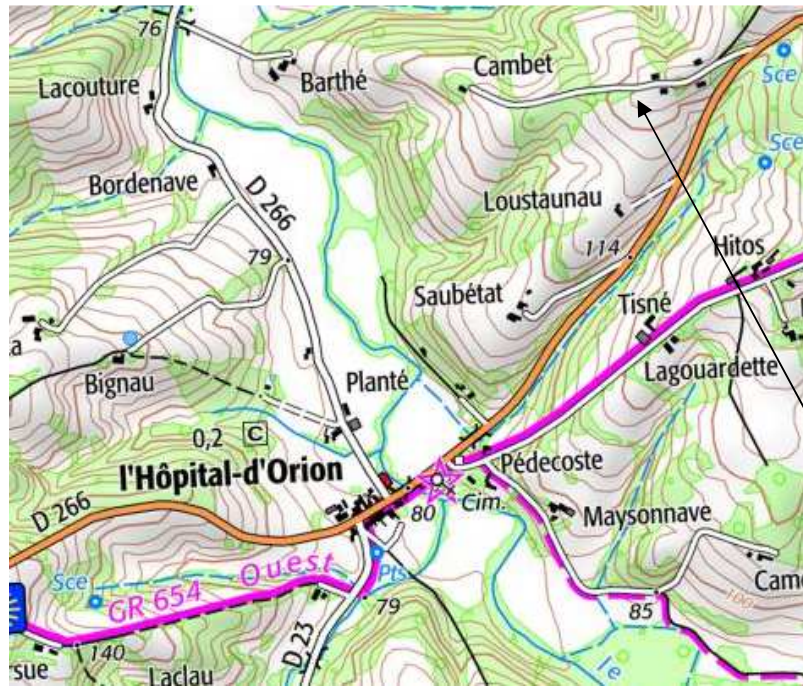 76
Lacouture
Barthé
Cambet
Sce
Sce
Bordenave
D 266
Loustaunau
79
114
Hitos
Saubétat
Tisné
Lagouardette
Bignau
Planté
0,2 C
l'Hôpital-d'Orion
Pédecoste
80
Cim.
Maysonnave
D 266
Sce
GR 654 Ouest
Pts
79
85
100
D 23
140
Laclau
le